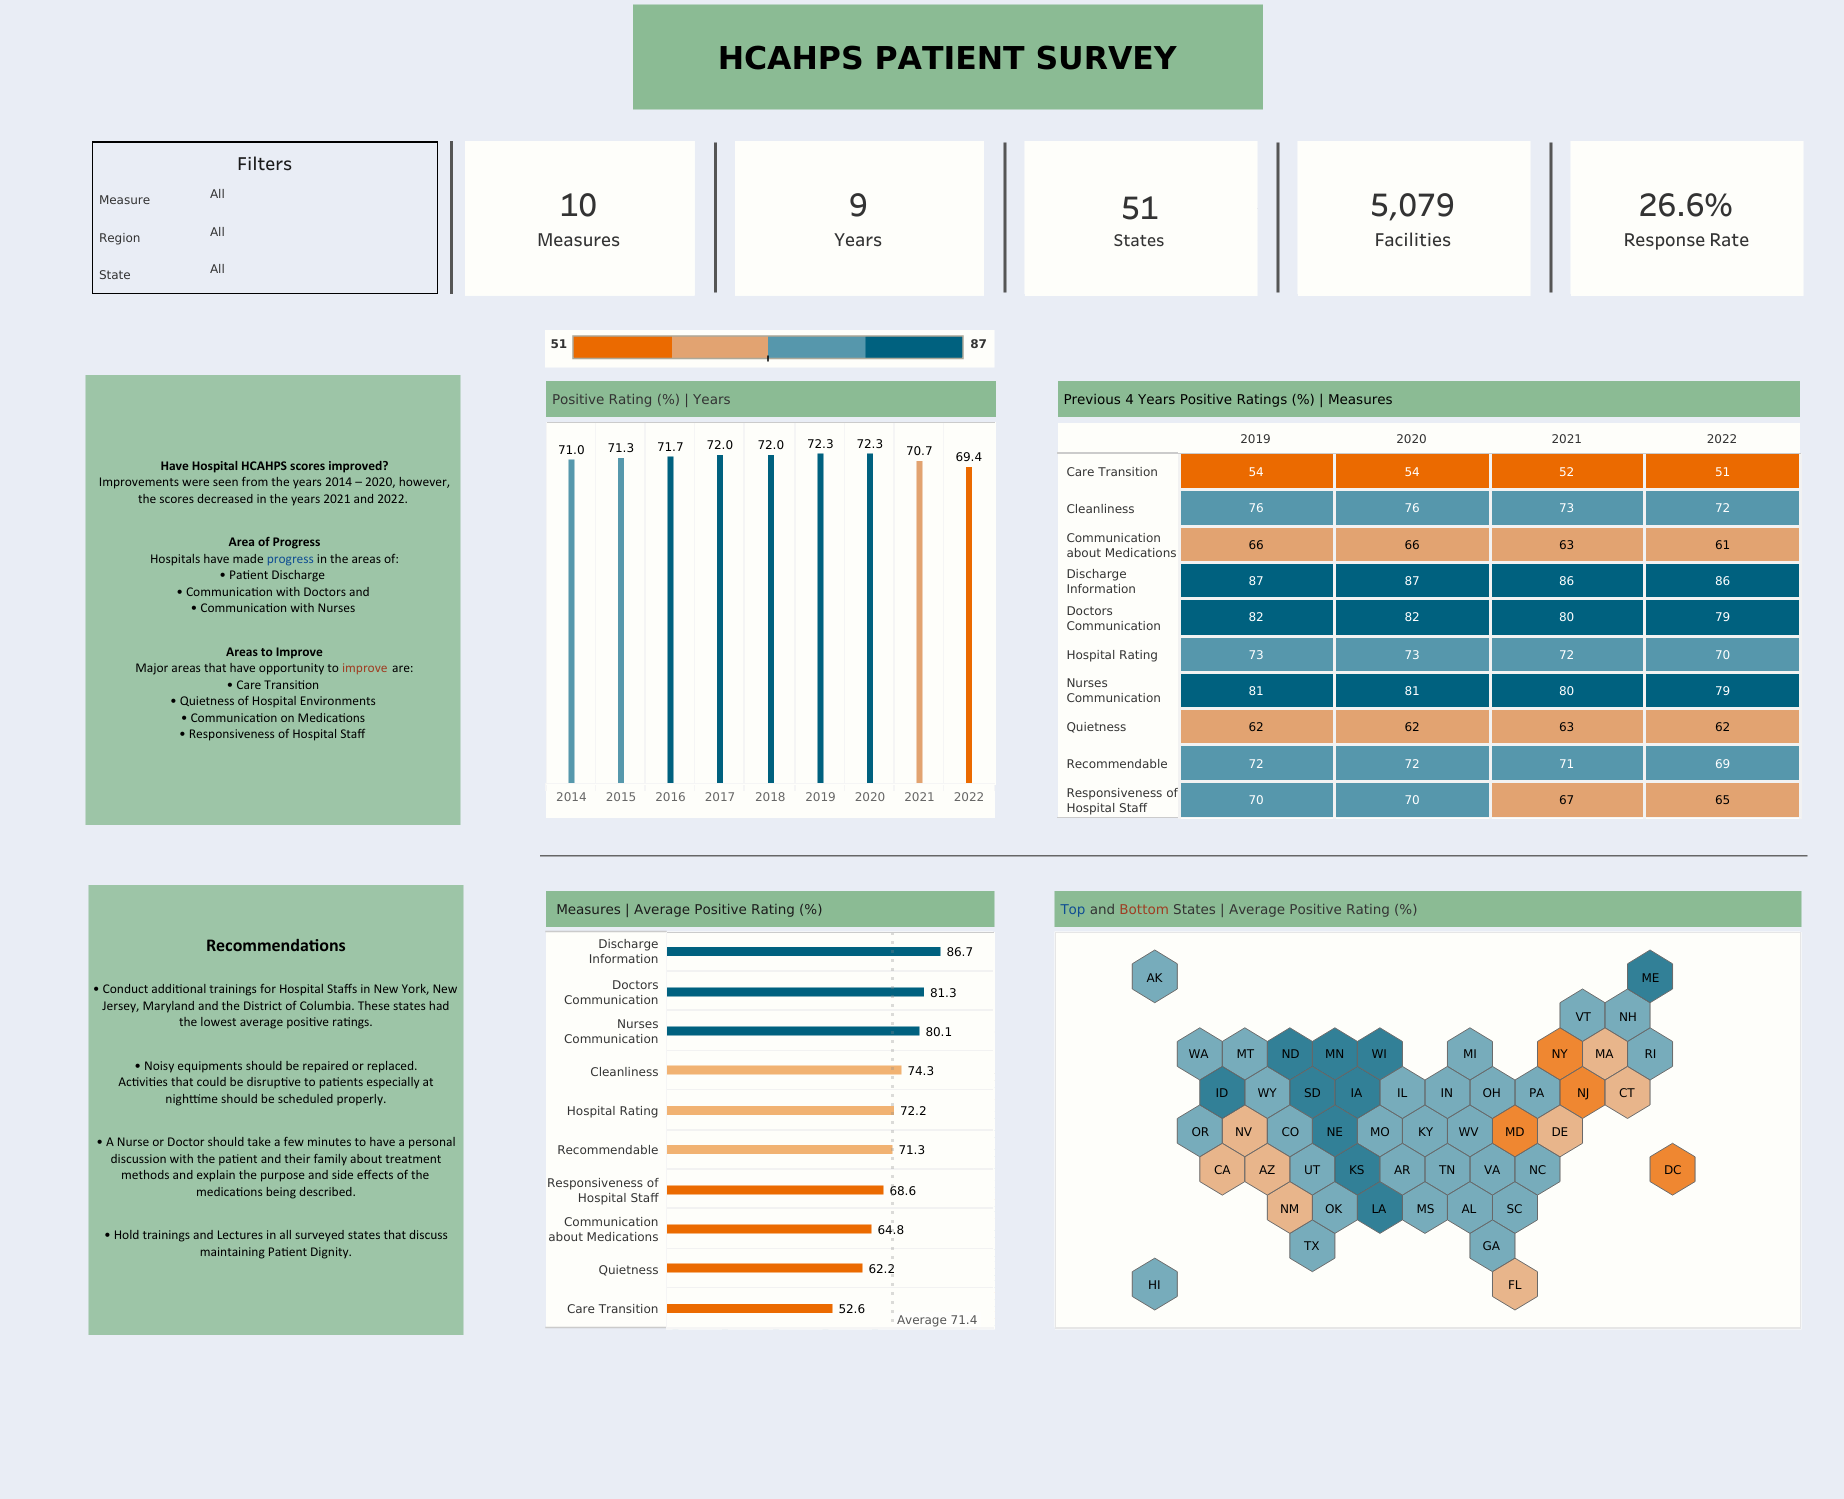 HCAHPS PATIENT SURVEY
Filters
Measure All
Region All
State All
10
Measures
9
Years
51
States
5,079
Facilities
26.6%
Response Rate
51 87
Have Hospital HCAHPS scores improved?
Improvements were seen from the years 2014 – 2020, however,
the scores decreased in the years 2021 and 2022.
Area of Progress
Hospitals have made progress in the areas of:
• Patient Discharge
• Communication with Doctors and
• Communication with Nurses
Areas to Improve
Major areas that have opportunity to improve are:
• Care Transition
• Quietness of Hospital Environments
• Communication on Medications
• Responsiveness of Hospital Staff
Positive Rating (%) | Years
71.0 71.3 71.7 72.0 72.0 72.3 72.3 70.7 69.4
2014 2015 2016 2017 2018 2019 2020 2021 2022
Previous 4 Years Positive Ratings (%) | Measures
2019 2020 2021 2022
Care Transition 54 54 52 51
Cleanliness 76 76 73 72
Communication
about Medications 66 66 63 61
Discharge
Information 87 87 86 86
Doctors
Communication 82 82 80 79
Hospital Rating 73 73 72 70
Nurses
Communication 81 81 80 79
Quietness 62 62 63 62
Recommendable 72 72 71 69
Responsiveness of
Hospital Staff 70 70 67 65
Recommendations
• Conduct additional trainings for Hospital Staffs in New York, New
Jersey, Maryland and the District of Columbia. These states had
the lowest average positive ratings.
• Noisy equipments should be repaired or replaced.
Activities that could be disruptive to patients especially at
nighttime should be scheduled properly.
• A Nurse or Doctor should take a few minutes to have a personal
discussion with the patient and their family about treatment
methods and explain the purpose and side effects of the
medications being described.
• Hold trainings and Lectures in all surveyed states that discuss
maintaining Patient Dignity.
Measures | Average Positive Rating (%)
Discharge
Information 86.7
Doctors
Communication 81.3
Nurses
Communication 80.1
Cleanliness 74.3
Hospital Rating 72.2
Recommendable 71.3
Responsiveness of
Hospital Staff 68.6
Communication
about Medications 64.8
Quietness 62.2
Care Transition 52.6
Average 71.4
Top and Bottom States | Average Positive Rating (%)
AK ME
VT NH
WA MT ND MN WI MI NY MA RI
ID WY SD IA IL IN OH PA NJ CT
OR NV CO NE MO KY WV MD DE
CA AZ UT KS AR TN VA NC DC
NM OK LA MS AL SC
TX GA
HI FL